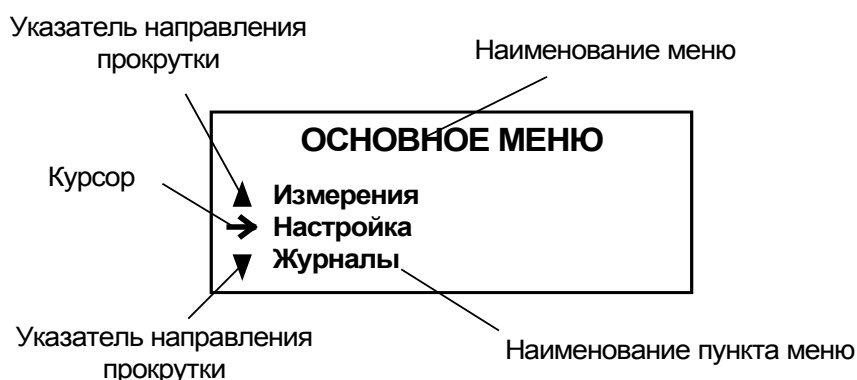 Указатель направления
прокрутки
Наименование меню
ОСНОВНОЕ МЕНЮ
Курсор
Измерения
Настройка
Журналы
Указатель направления
прокрутки
Наименование пункта меню